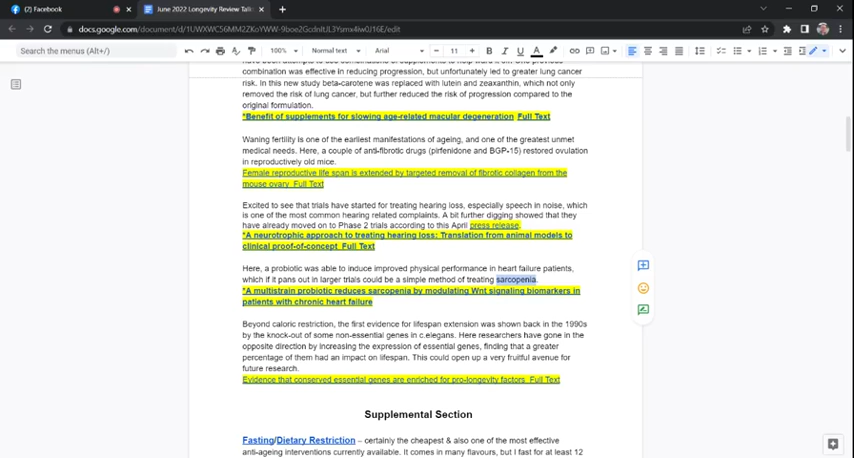 (2) Facebook
June 2022 Longevity Review Tall
docs.google.com/document/d/
/edit
Search the menus (Alt+/)
100%
Normal text
Arial
11
B I U A
combination was effective in reducing progression, but unfortunately led to greater lung cancer
risk. In this new study beta-carotene was replaced with lutein and zeaxanthin, which not only
removed the risk of lung cancer, but further reduced the risk of progression compared to the
original formulation.
*Benefit of supplements for slowing age-related macular degeneration Full Text
Waning fertility is one of the earliest manifestations of ageing, and one of the greatest unmet
medical needs. Here, a couple of anti-fibrotic drugs (pirfenidone and BGP-15) restored ovulation
in reproductively old mice.
Female reproductive life span is extended by targeted removal of fibrotic collagen from the
mouse ovary Full Text
Excited to see that trials have started for treating hearing loss, especially speech in noise, which
is one of the most common hearing related complaints. A bit further digging showed that they
have already moved on to Phase 2 trials according to this April press release.
*A neurotrophic approach to treating hearing loss: Translation from animal models to
clinical proof-of-concept Full Text
Here, a probiotic was able to induce improved physical performance in heart failure patients,
which if it pans out in larger trials could be a simple method of treating sarcopenia.
*A multistrain probiotic reduces sarcopenia by modulating Wnt signaling biomarkers in
patients with chronic heart failure
Beyond caloric restriction, the first evidence for lifespan extension was shown back in the 1990s
by the knock-out of some non-essential genes in c.elegans. Here researchers have gone in the
opposite direction by increasing the expression of essential genes, finding that a greater
percentage of them had an impact on lifespan. This could open up a very fruitful avenue for
future research.
Evidence that conserved essential genes are enriched for pro-longevity factors Full Text
Supplemental Section
Fasting/Dietary Restriction – certainly the cheapest & also one of the most effective
anti-ageing interventions currently available. It comes in many flavours, but I fast for at least 12